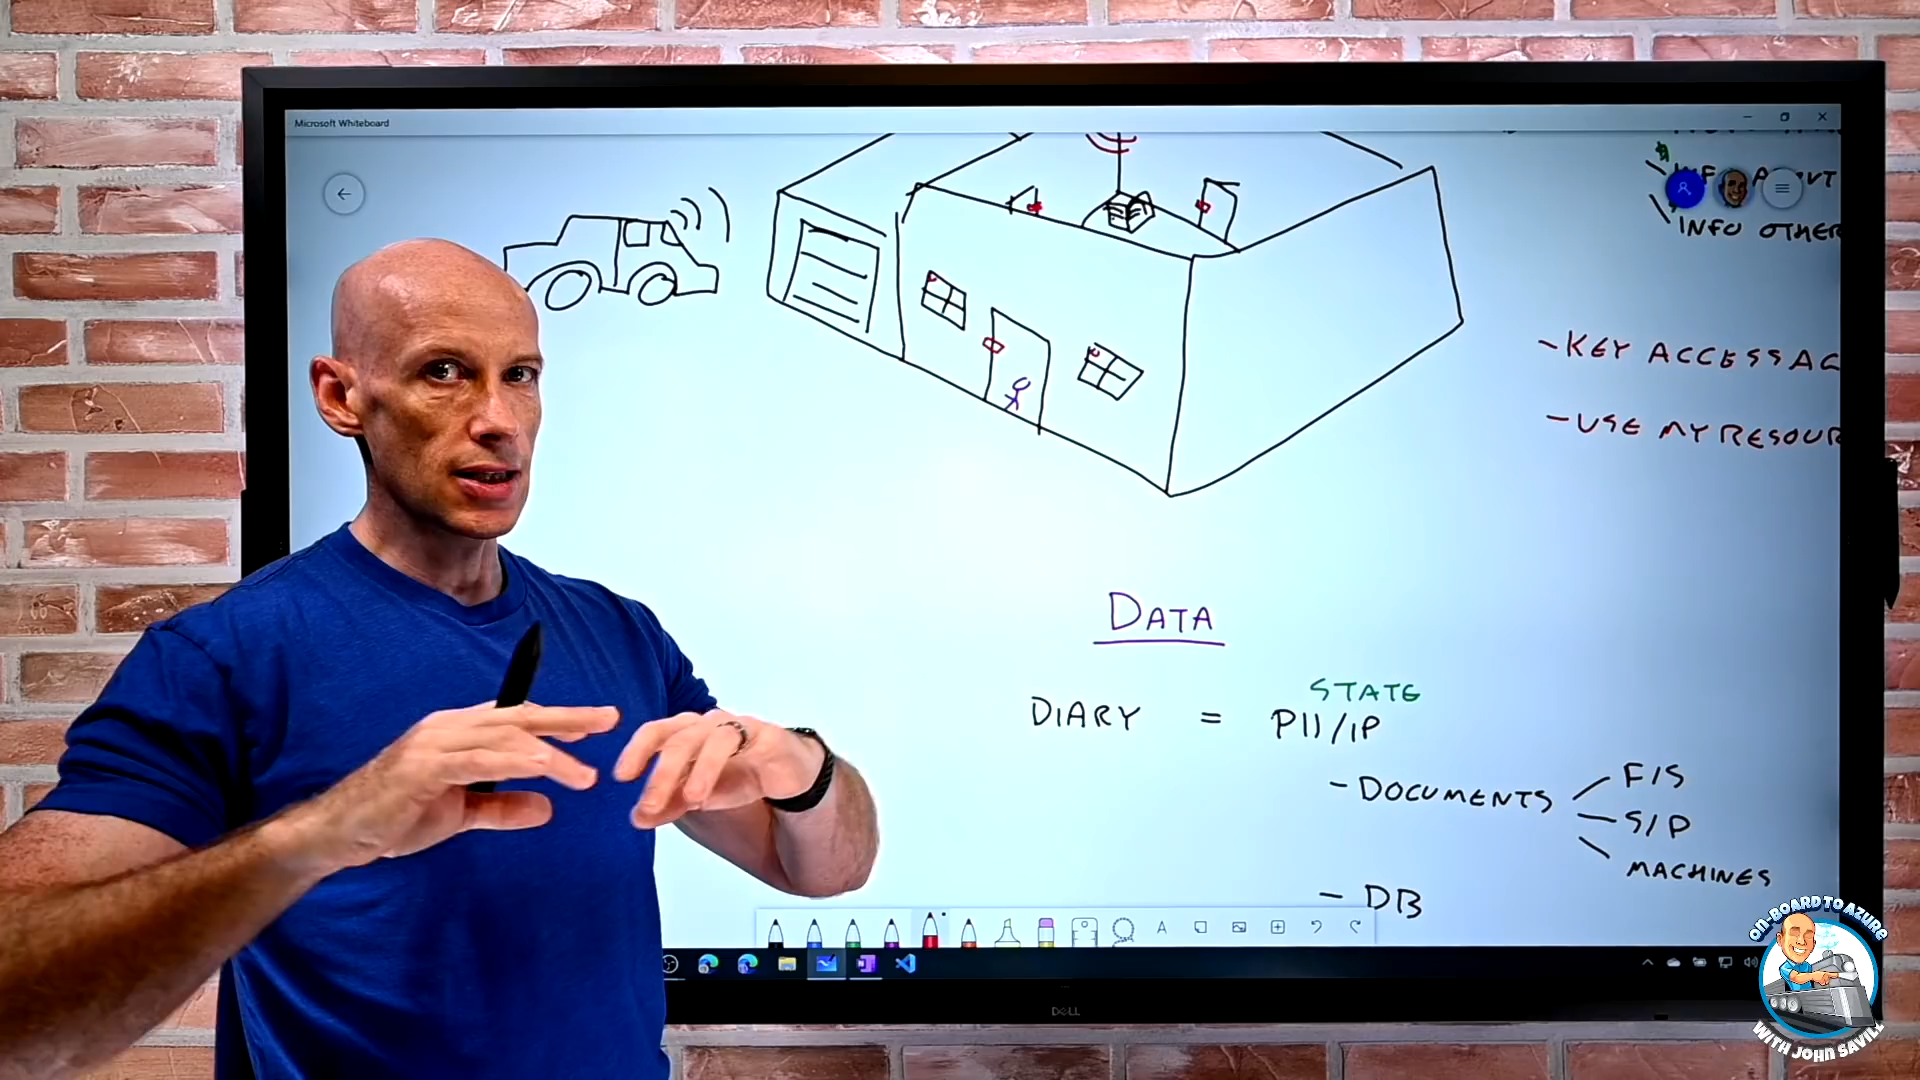 Microsoft Whiteboard
INFO OTHER
- KEY ACCESS AC
- USE MY RESOUR
DATA
STATE
DIARY = PII/IP
- DOCUMENTS
F/S
S/P
MACHINES
- DB
A
DELL
ON-BOARD TO AZURE
WITH JOHN SAVILL